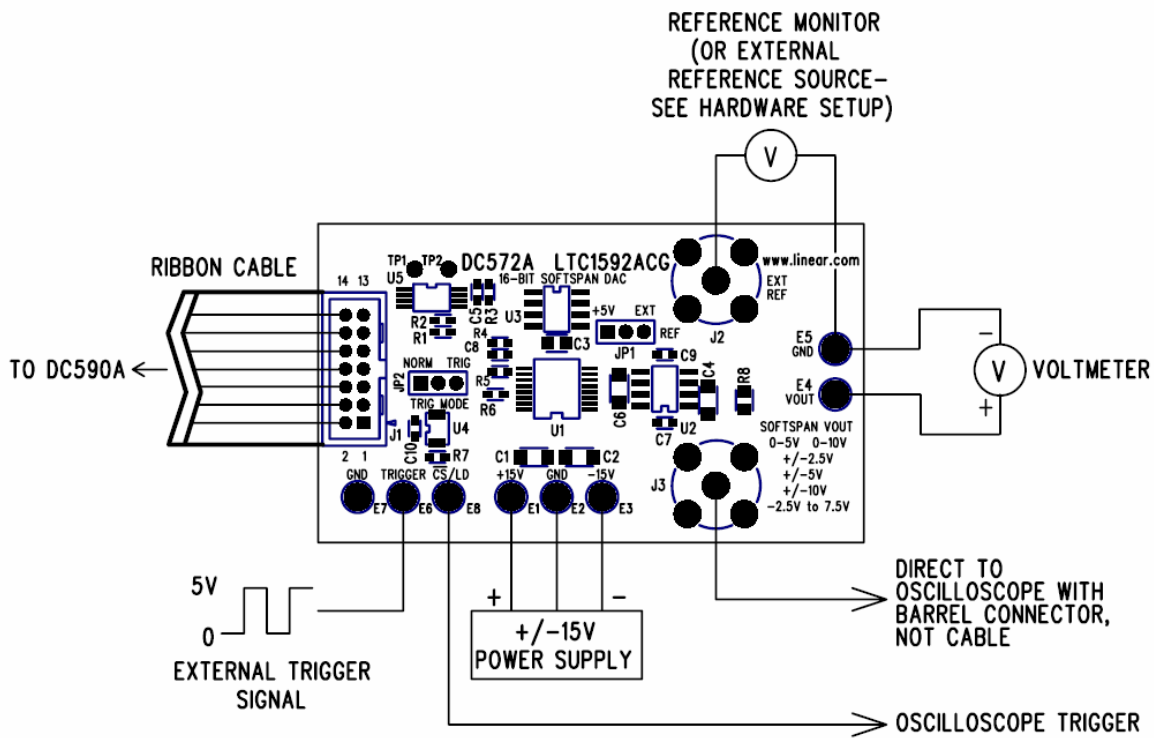 REFERENCE MONITOR
(OR EXTERNAL
REFERENCE SOURCE-
SEE HARDWARE SETUP)
V
RIBBON CABLE
14 13
TO DC590A
2 1
J1
TP1 TP2
U5
DC572A LTC1592ACG
16-BIT SOFTSPAN DAC
www.linear.com
EXT
REF
J2
C5
R3
U3
R2
R1
R4
C8
C3
+5V EXT
REF
JP1
NORM TRIG
JP2
TRIG MODE
R5
R6
C9
C4
R8
C6
U1
U2
C7
U4
C10
R7
C1
C2
E5
GND
E4
VOUT
-
V
+
VOLTMETER
SOFTSPAN VOUT
0-5V 0-10V
+/-2.5V
+/-5V
+/-10V
-2.5V to 7.5V
J3
GND
E7
TRIGGER
E6
CS/LD
E8
+15V
E1
GND
E2
-15V
E3
5V
0
EXTERNAL TRIGGER
SIGNAL
+ -
+/-15V
POWER SUPPLY
DIRECT TO
OSCILLOSCOPE WITH
BARREL CONNECTOR,
NOT CABLE
OSCILLOSCOPE TRIGGER